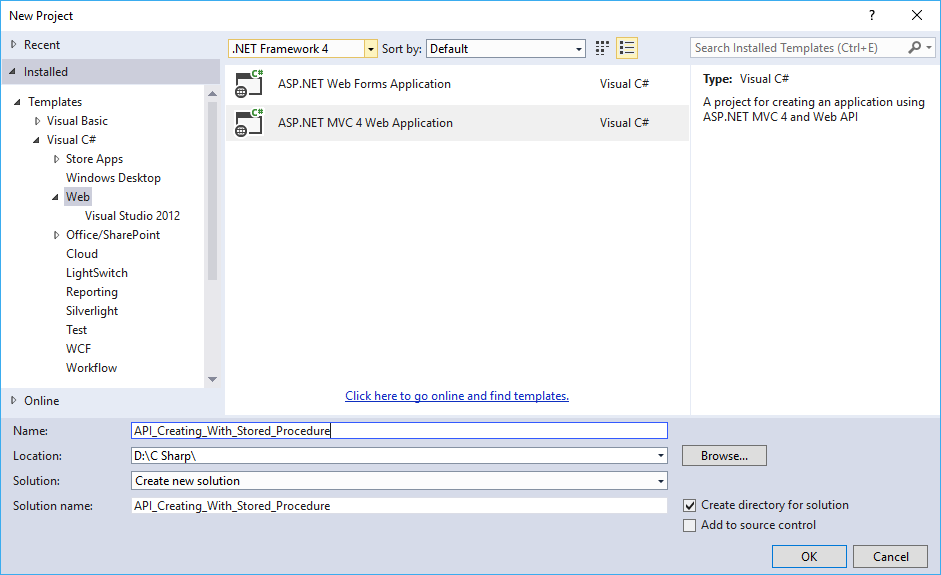 New Project
?
Recent
.NET Framework 4
Sort by:
Default
Search Installed Templates (Ctrl+E)
Installed
Templates
Visual Basic
Visual C#
Store Apps
Windows Desktop
Web
Visual Studio 2012
Office/SharePoint
Cloud
LightSwitch
Reporting
Silverlight
Test
WCF
Workflow
Online
C#
ASP.NET Web Forms Application
Visual C#
C#
ASP.NET MVC 4 Web Application
Visual C#
Click here to go online and find templates.
Type: Visual C#
A project for creating an application using
ASP.NET MVC 4 and Web API
Name:
API_Creating_With_Stored_Procedure
Location:
D:\C Sharp\
Browse...
Solution:
Create new solution
Solution name:
API_Creating_With_Stored_Procedure
Create directory for solution
Add to source control
OK
Cancel